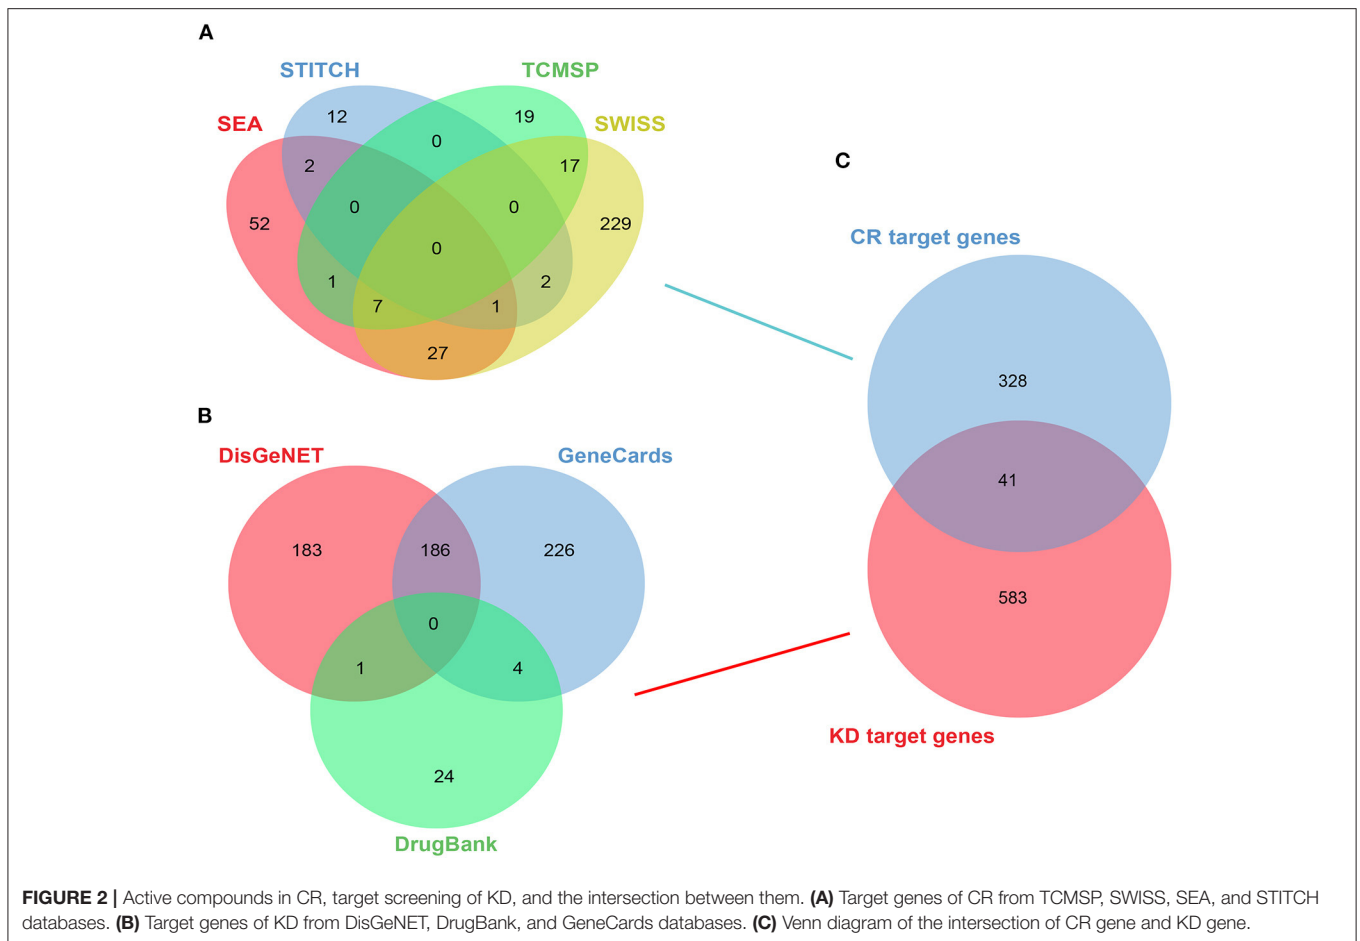 A
STITCH
TCMSP
SEA
SWISS
12
19
0
2
17
52
0
0
229
0
1
2
7
1
27
B
DisGeNET
GeneCards
183
186
226
0
1
4
24
DrugBank
C
CR target genes
328
41
583
KD target genes
FIGURE 2 | Active compounds in CR, target screening of KD, and the intersection between them. (A) Target genes of CR from TCMSP, SWISS, SEA, and STITCH
databases. (B) Target genes of KD from DisGeNET, DrugBank, and GeneCards databases. (C) Venn diagram of the intersection of CR gene and KD gene.